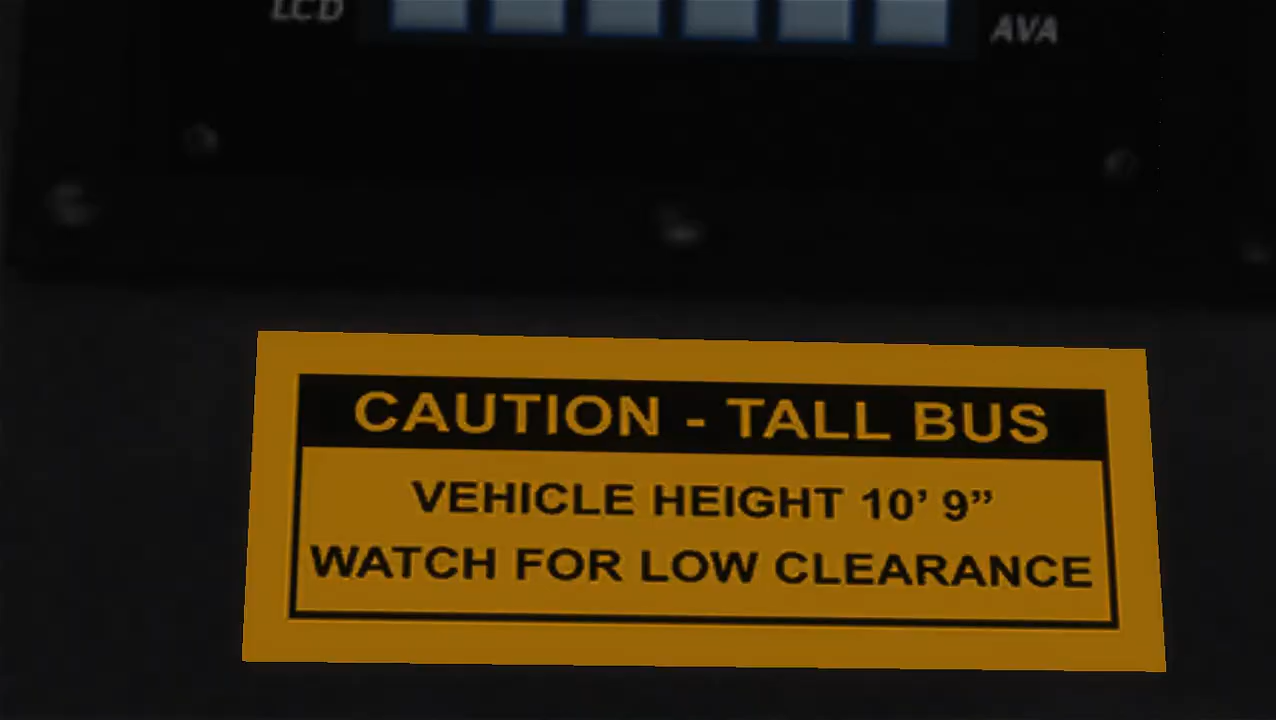 LCD
AVA
CAUTION - TALL BUS
VEHICLE HEIGHT 10’ 9”
WATCH FOR LOW CLEARANCE